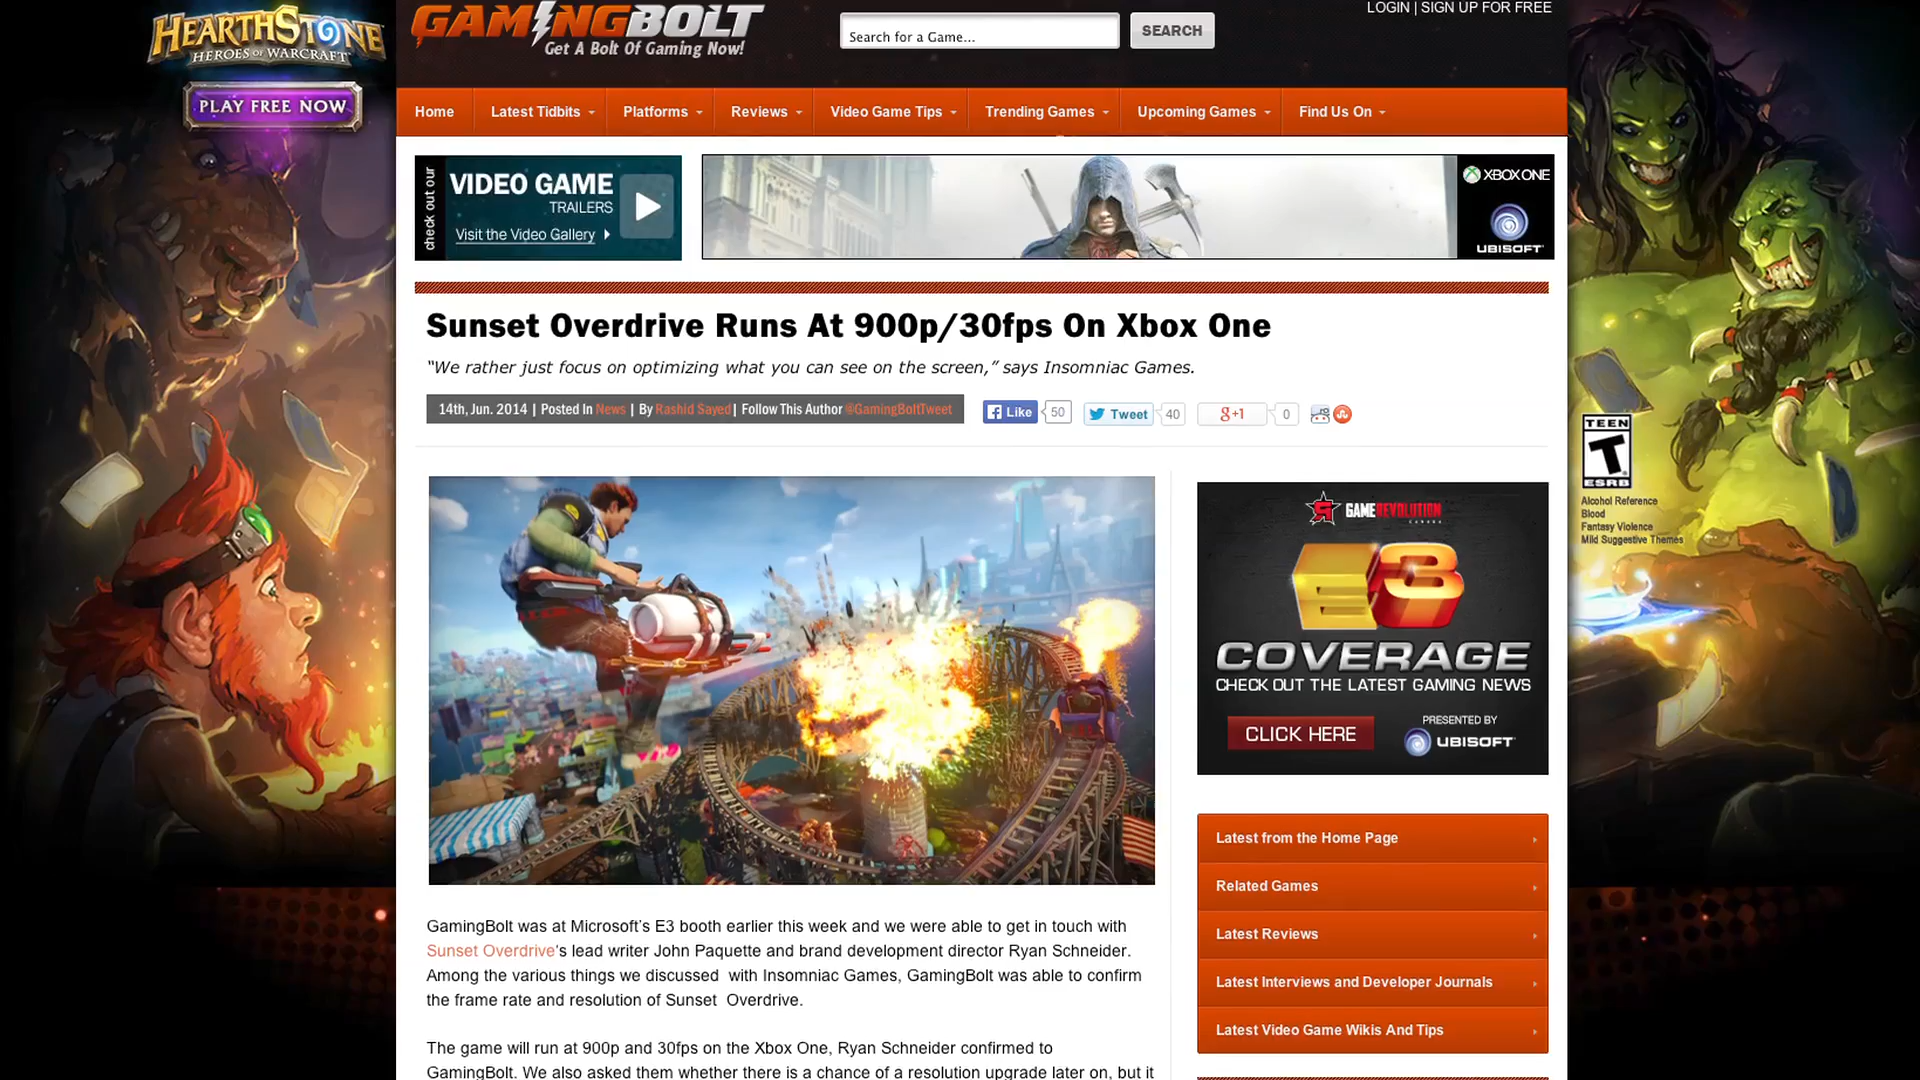 HEARTHSTONE
HEROES OF WARCRAFT
PLAY FREE NOW
GAMINGBOLT
Get A Bolt Of Gaming Now!
Search for a Game...
SEARCH
LOGIN | SIGN UP FOR FREE
Home
Latest Tidbits
Platforms
Reviews
Video Game Tips
Trending Games
Upcoming Games
Find Us On
check out our
VIDEO GAME
TRAILERS
Visit the Video Gallery
XBOX ONE
UBISOFT
Sunset Overdrive Runs At 900p/30fps On Xbox One
“We rather just focus on optimizing what you can see on the screen,” says Insomniac Games.
14th, Jun. 2014 | Posted In News | By Rashid Sayed| Follow This Author @GamingBoltTweet
Like 50
Tweet 40
g+1 0
TEEN
T
ESRB
Alcohol Reference
Blood
Fantasy Violence
Mild Suggestive Themes
GAMEREVOLUTION
E3
COVERAGE
CHECK OUT THE LATEST GAMING NEWS
CLICK HERE
PRESENTED BY
UBISOFT
Latest from the Home Page
Related Games
Latest Reviews
Latest Interviews and Developer Journals
Latest Video Game Wikis And Tips
GamingBolt was at Microsoft’s E3 booth earlier this week and we were able to get in touch with
Sunset Overdrive‘s lead writer John Paquette and brand development director Ryan Schneider.
Among the various things we discussed with Insomniac Games, GamingBolt was able to confirm
the frame rate and resolution of Sunset Overdrive.
The game will run at 900p and 30fps on the Xbox One, Ryan Schneider confirmed to
GamingBolt. We also asked them whether there is a chance of a resolution upgrade later on, but it